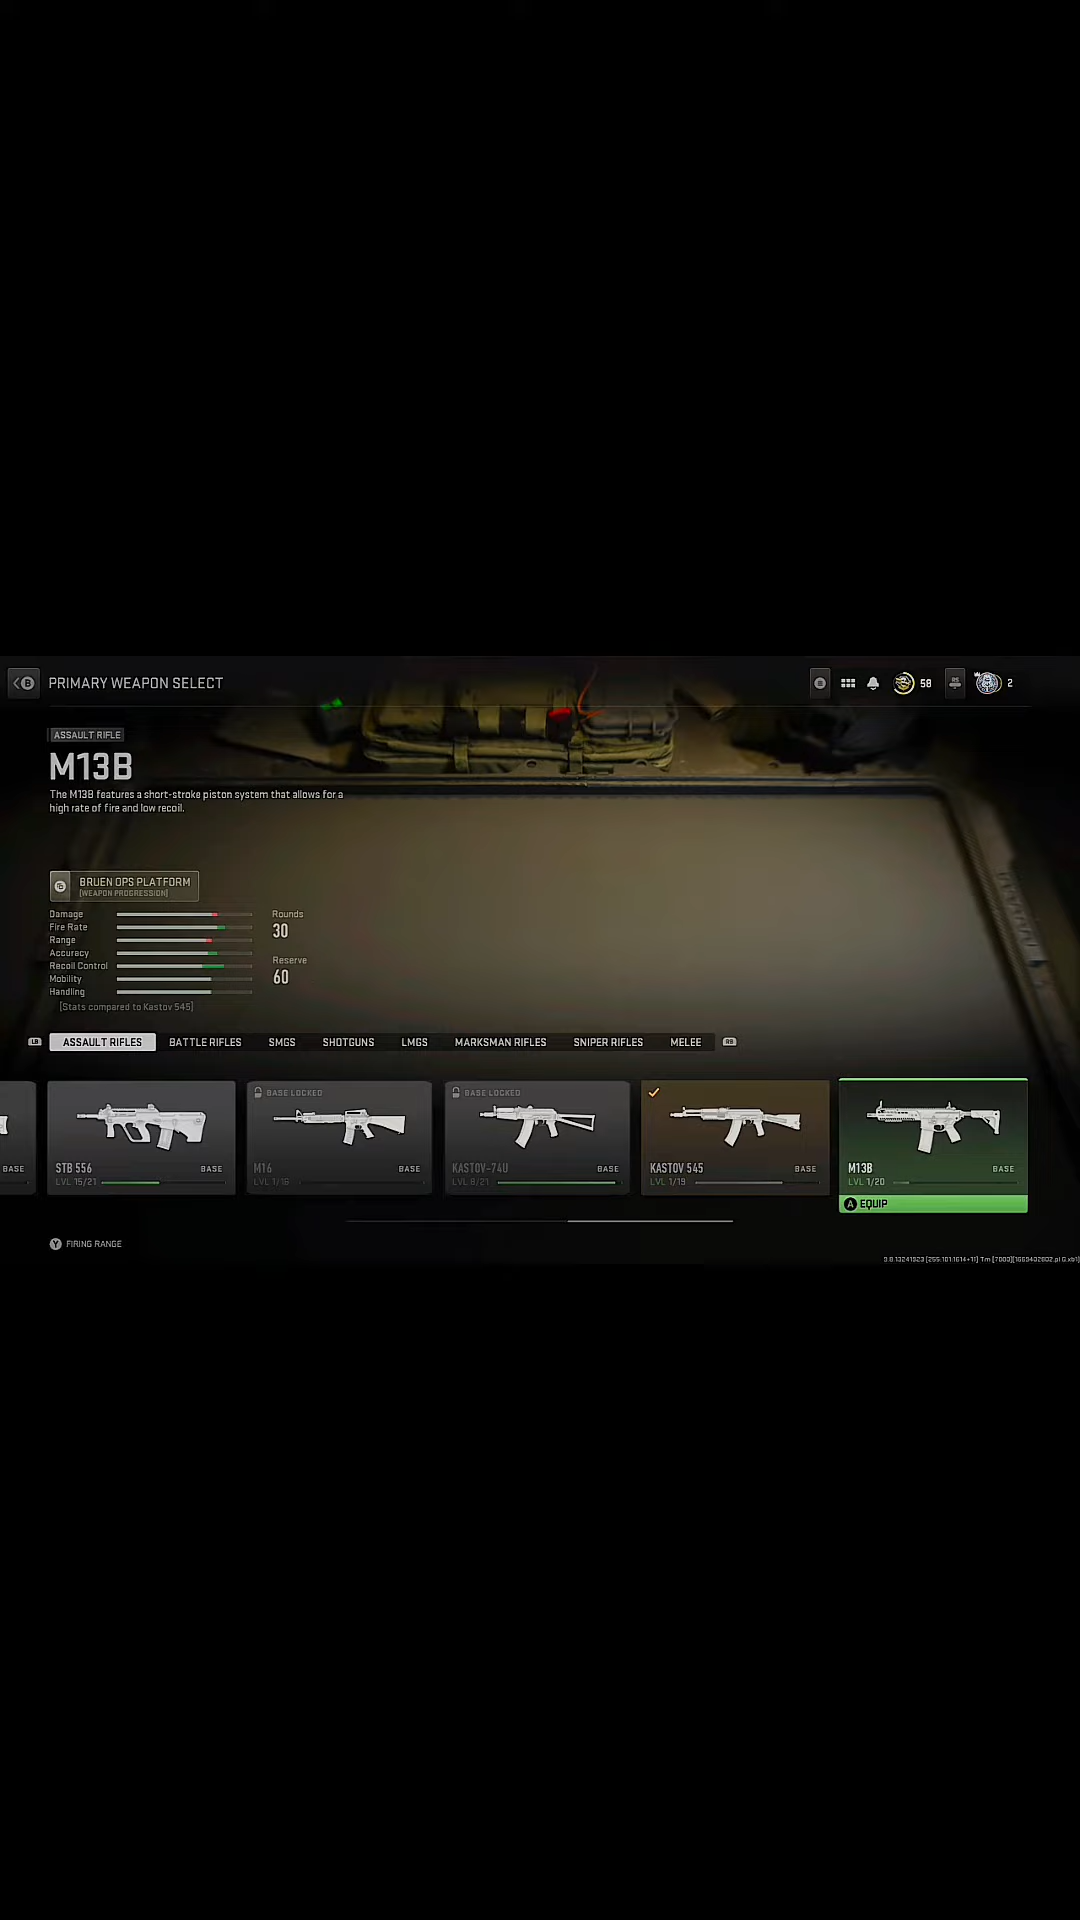 B PRIMARY WEAPON SELECT
58
2
ASSAULT RIFLE
M13B
The M13B features a short-stroke piston system that allows for a
high rate of fire and low recoil.
BRUEN OPS PLATFORM
[WEAPON PROGRESSION]
Damage
Fire Rate
Range
Accuracy
Recoil Control
Mobility
Handling
Rounds
30
Reserve
60
[Stats compared to Kastov 545]
LB ASSAULT RIFLES BATTLE RIFLES SMGS SHOTGUNS LMGS MARKSMAN RIFLES SNIPER RIFLES MELEE RB
BASE
STB 556 BASE
LVL 15/21
BASE LOCKED
M16 BASE
LVL 1/16
BASE LOCKED
KASTOV-74U BASE
LVL 8/21
KASTOV 545 BASE
LVL 1/19
M13B BASE
LVL 1/20
A EQUIP
Y FIRING RANGE